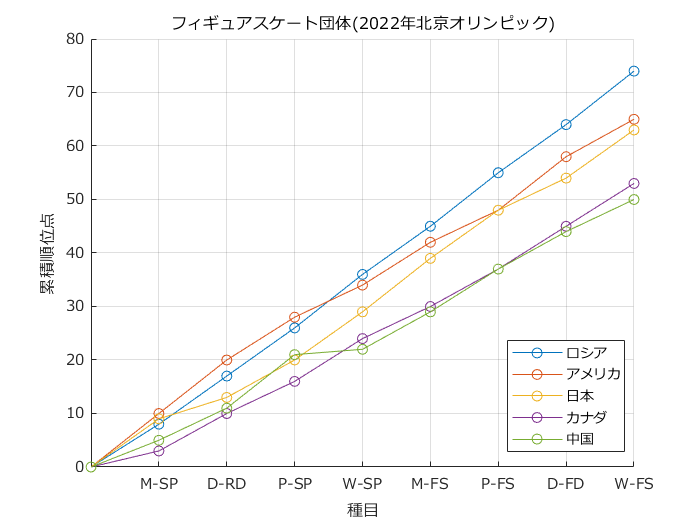 フィギュアスケート団体(2022年北京オリンピック)
80
70
60
50
40
30
20
10
0
累積順位点
M-SP D-RD P-SP W-SP M-FS P-FS D-FD W-FS
種目
ロシア
アメリカ
日本
カナダ
中国